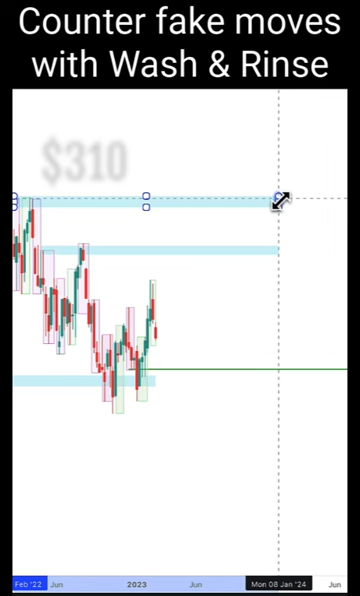 Counter fake moves
with Wash & Rinse
$310
Feb '22 Jun 2023 Jun Mon 08 Jan '24 Jun